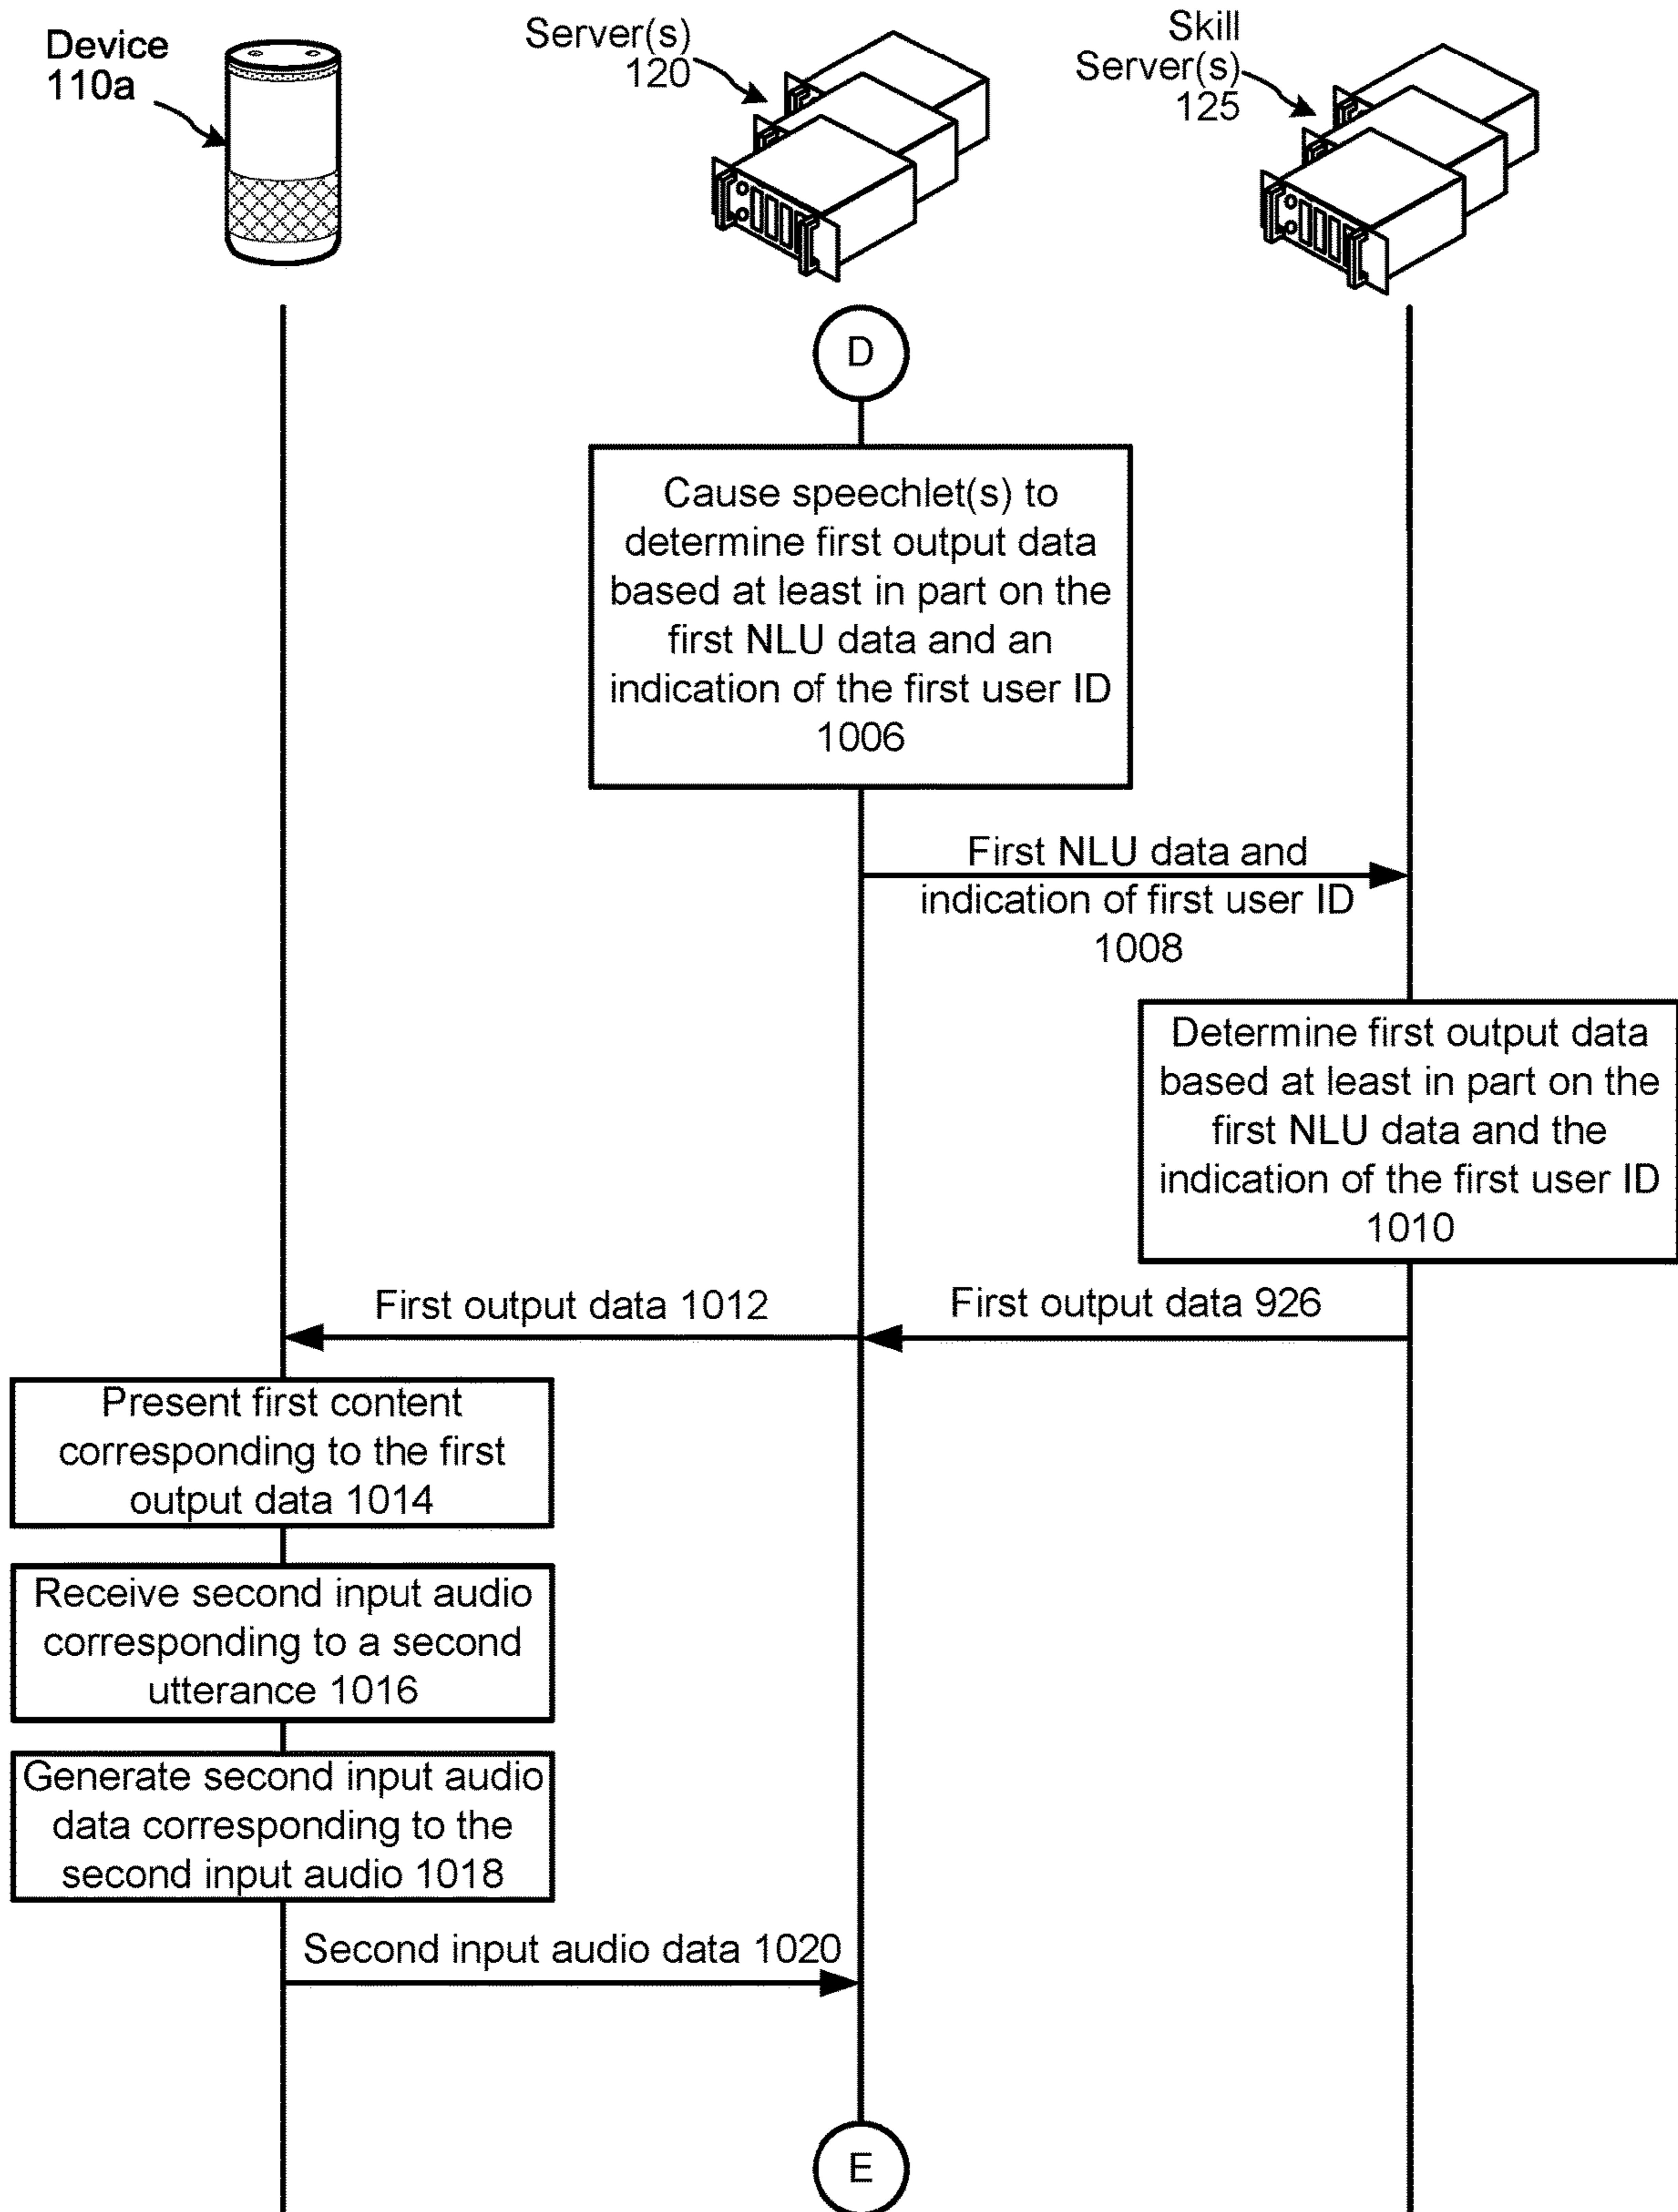 Device
110a
Server(s)
120
Skill
Server(s)
125
D
Cause speechlet(s) to
determine first output data
based at least in part on the
first NLU data and an
indication of the first user ID
1006
First NLU data and
indication of first user ID
1008
Determine first output data
based at least in part on the
first NLU data and the
indication of the first user ID
1010
First output data 1012
First output data 926
Present first content
corresponding to the first
output data 1014
Receive second input audio
corresponding to a second
utterance 1016
Generate second input audio
data corresponding to the
second input audio 1018
Second input audio data 1020
E